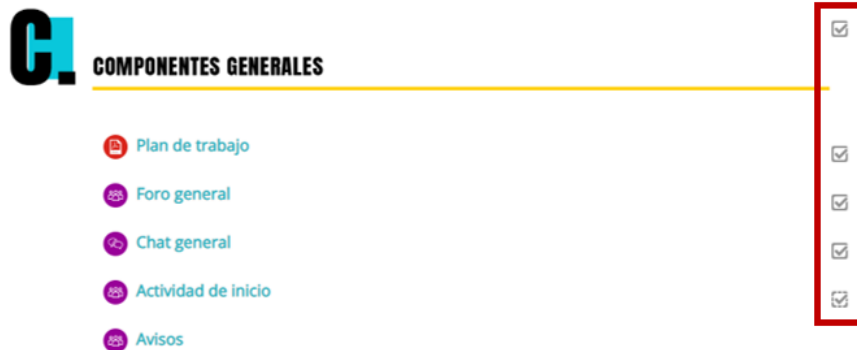 C.
COMPONENTES GENERALES
Plan de trabajo
Foro general
Chat general
Actividad de inicio
Avisos